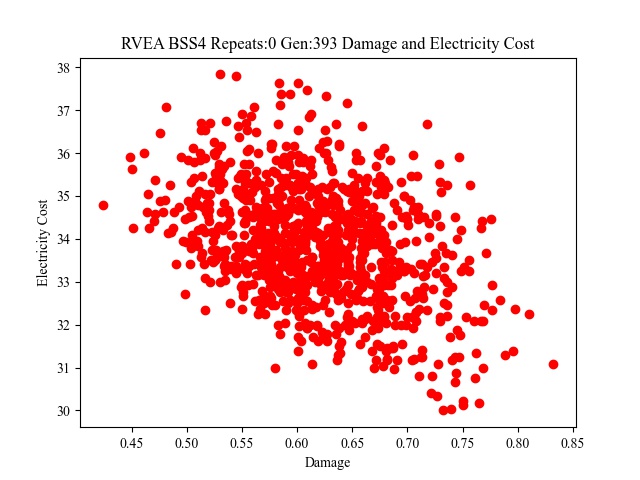 RVEA BSS4 Repeats:0 Gen:393 Damage and Electricity Cost
38
37
36
35
34
33
32
31
30
Electricity Cost
0.45 0.50 0.55 0.60 0.65 0.70 0.75 0.80 0.85
Damage